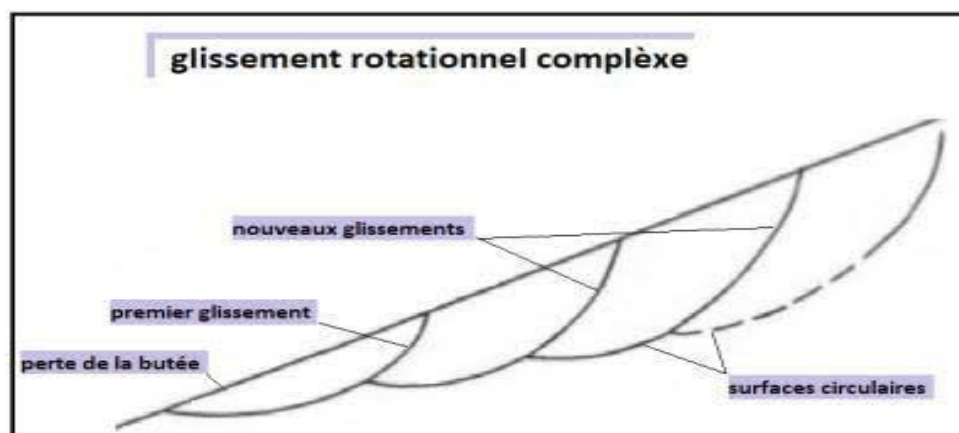 glissement rotationnel complèxe
nouveaux glissements
premier glissement
perte de la butée
surfaces circulaires